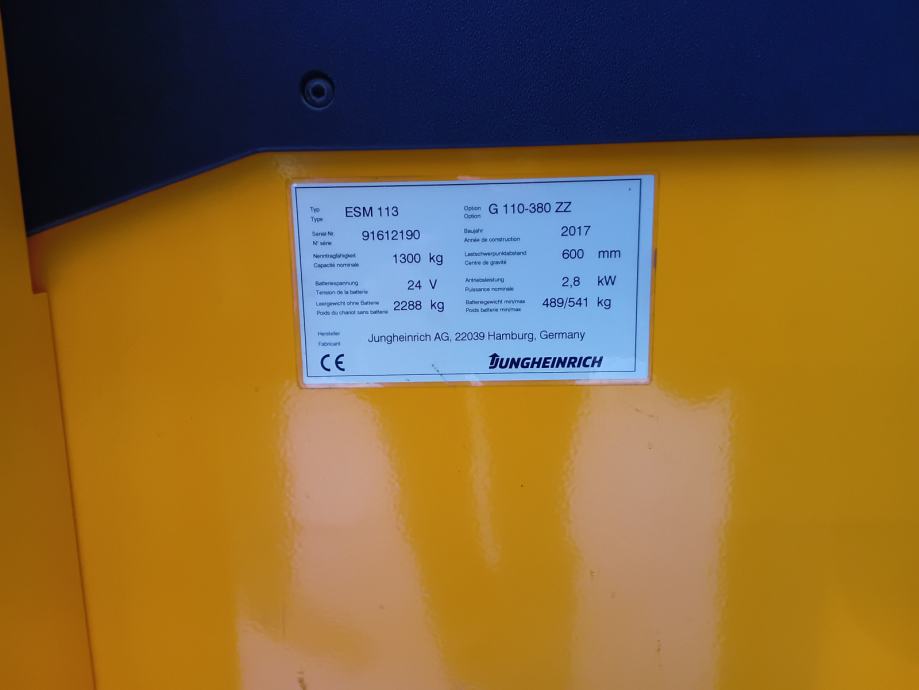 Typ ESM 113 Option G 110-380 ZZ
Type Option
Serial-Nr. 91612190 Baujahr 2017
N° série Année de construction
Nenntragfähigkeit 1300 kg Lastschwerpunktabstand 600 mm
Capacité nominale Centre de gravité
Batteriespannung 24 V Antriebsleistung 2,8 kW
Tension de la batterie Puissance nominale
Leergewicht ohne Batterie 2288 kg Batteriegewicht min/max 489/541 kg
Poids du chariot sans batterie Poids batterie min/max
Hersteller Jungheinrich AG, 22039 Hamburg, Germany
Fabricant
CE JUNGHEINRICH